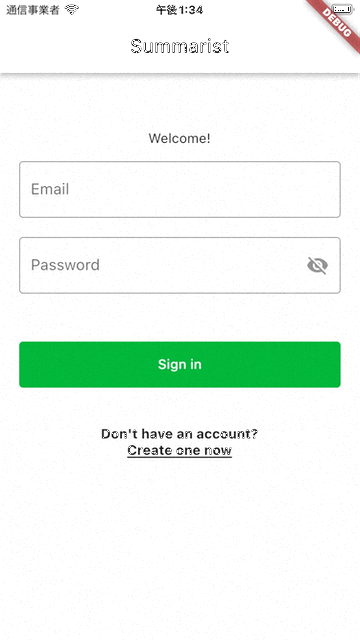 通信事業者 午後1:34
DEBUG
Summarist
Welcome!
Email
Password
Sign in
Don't have an account?
Create one now